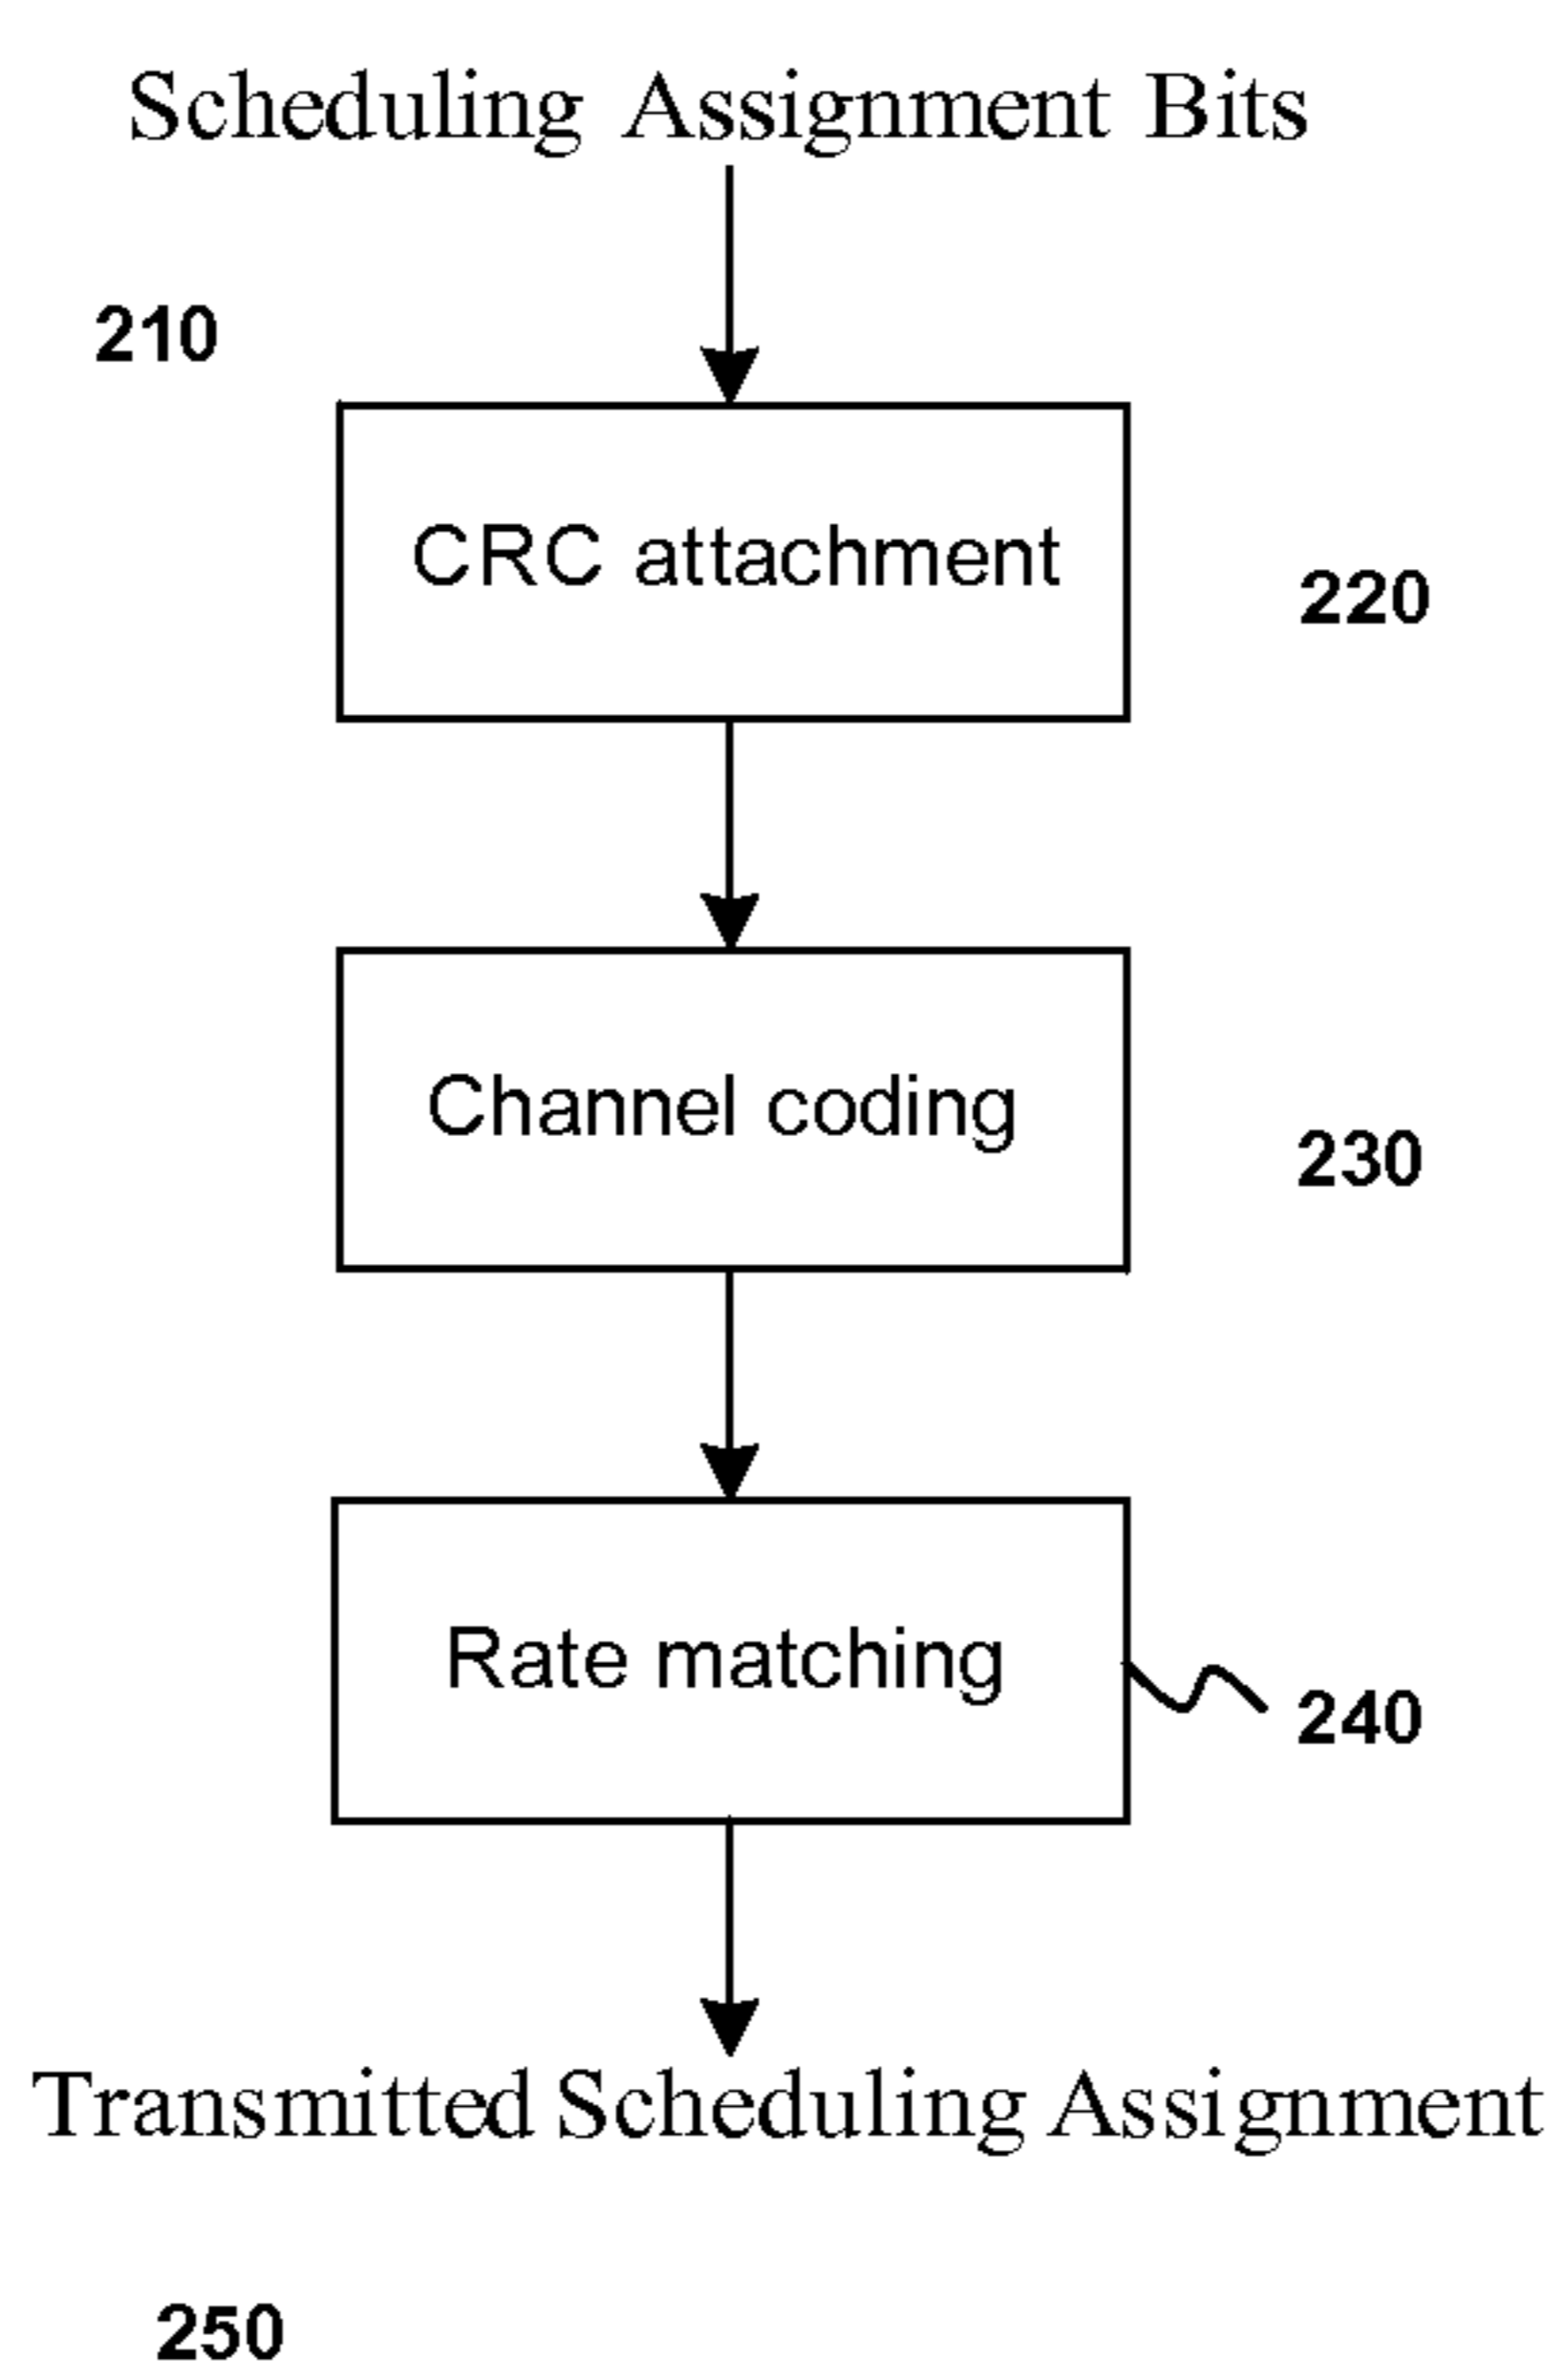 Scheduling Assignment Bits
210
CRC attachment
220
Channel coding
230
Rate matching
240
Transmitted Scheduling Assignment
250